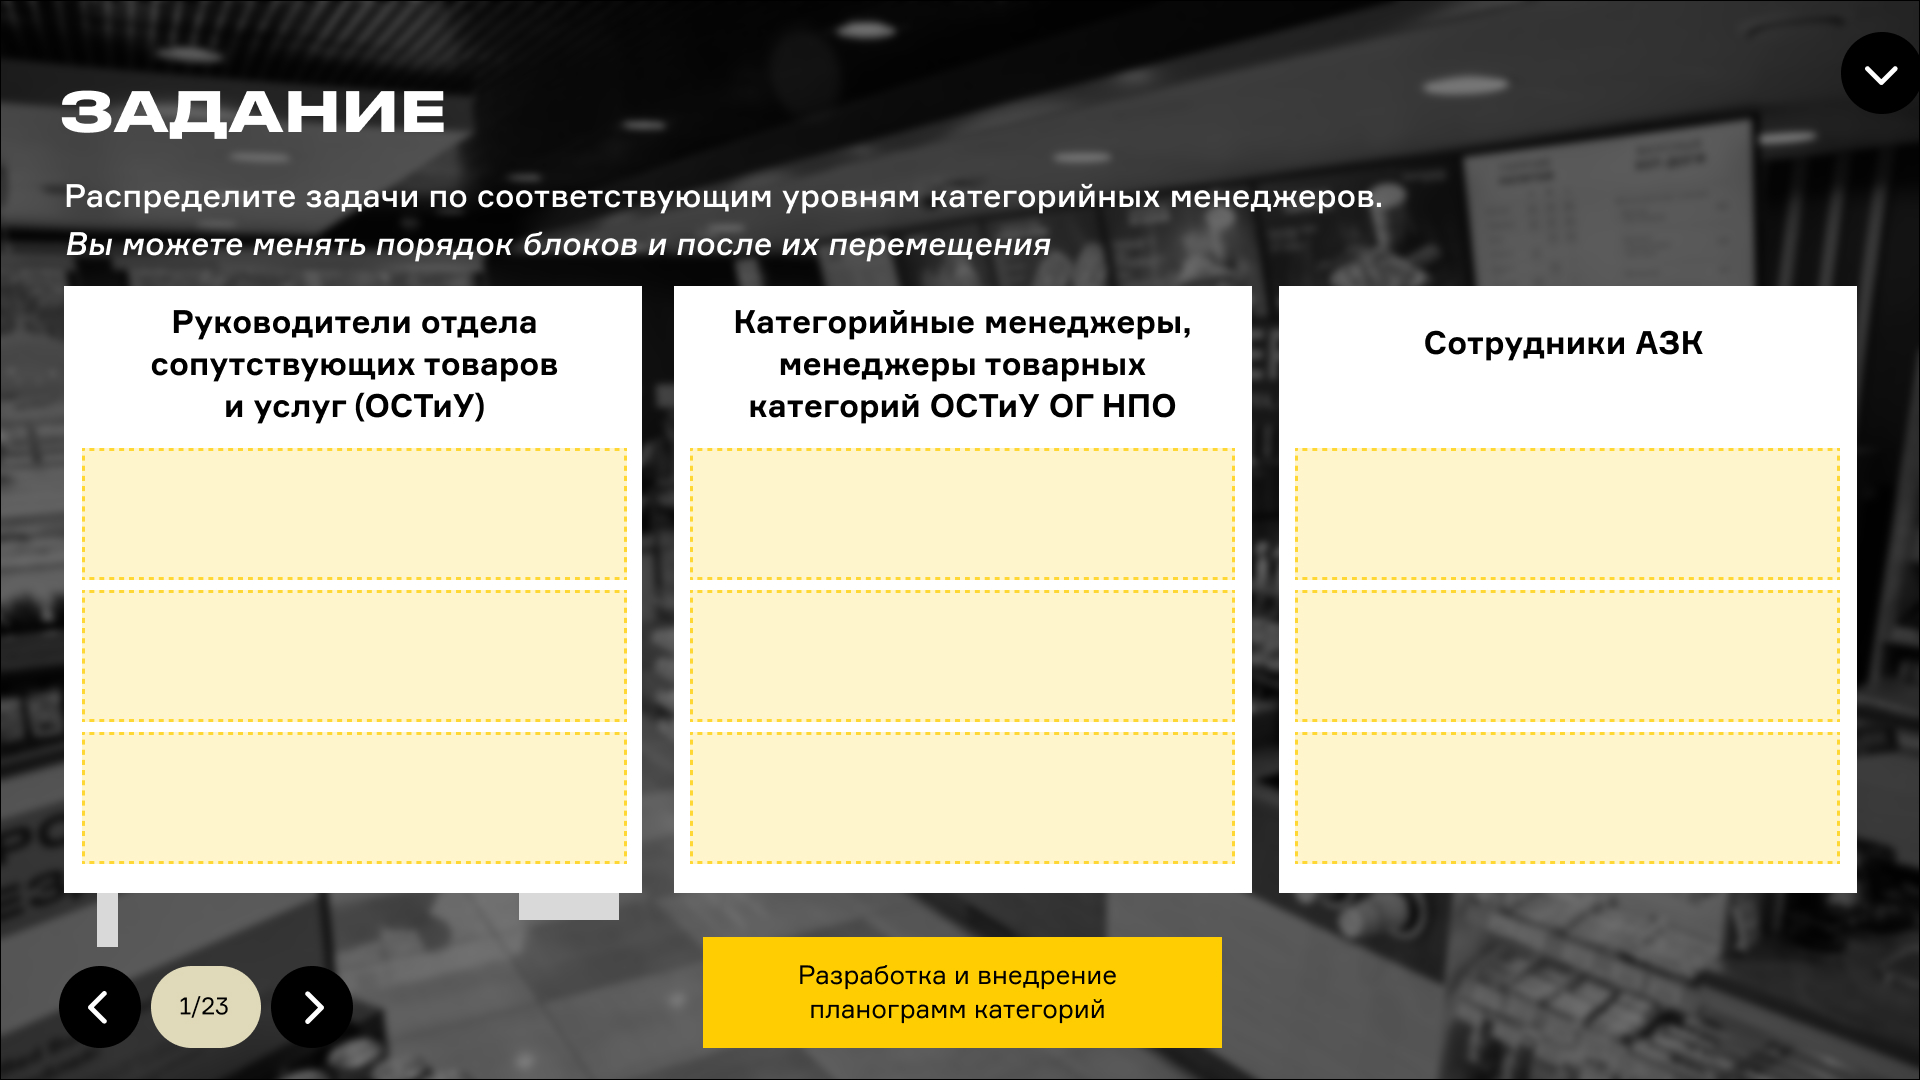 ЗАДАНИЕ
Распределите задачи по соответствующим уровням категорийных менеджеров.
Вы можете менять порядок блоков и после их перемещения
Руководители отдела
сопутствующих товаров
и услуг (ОСТиУ)
Категорийные менеджеры,
менеджеры товарных
категорий ОСТиУ ОГ НПО
Сотрудники АЗК
Разработка и внедрение
планограмм категорий
1/23